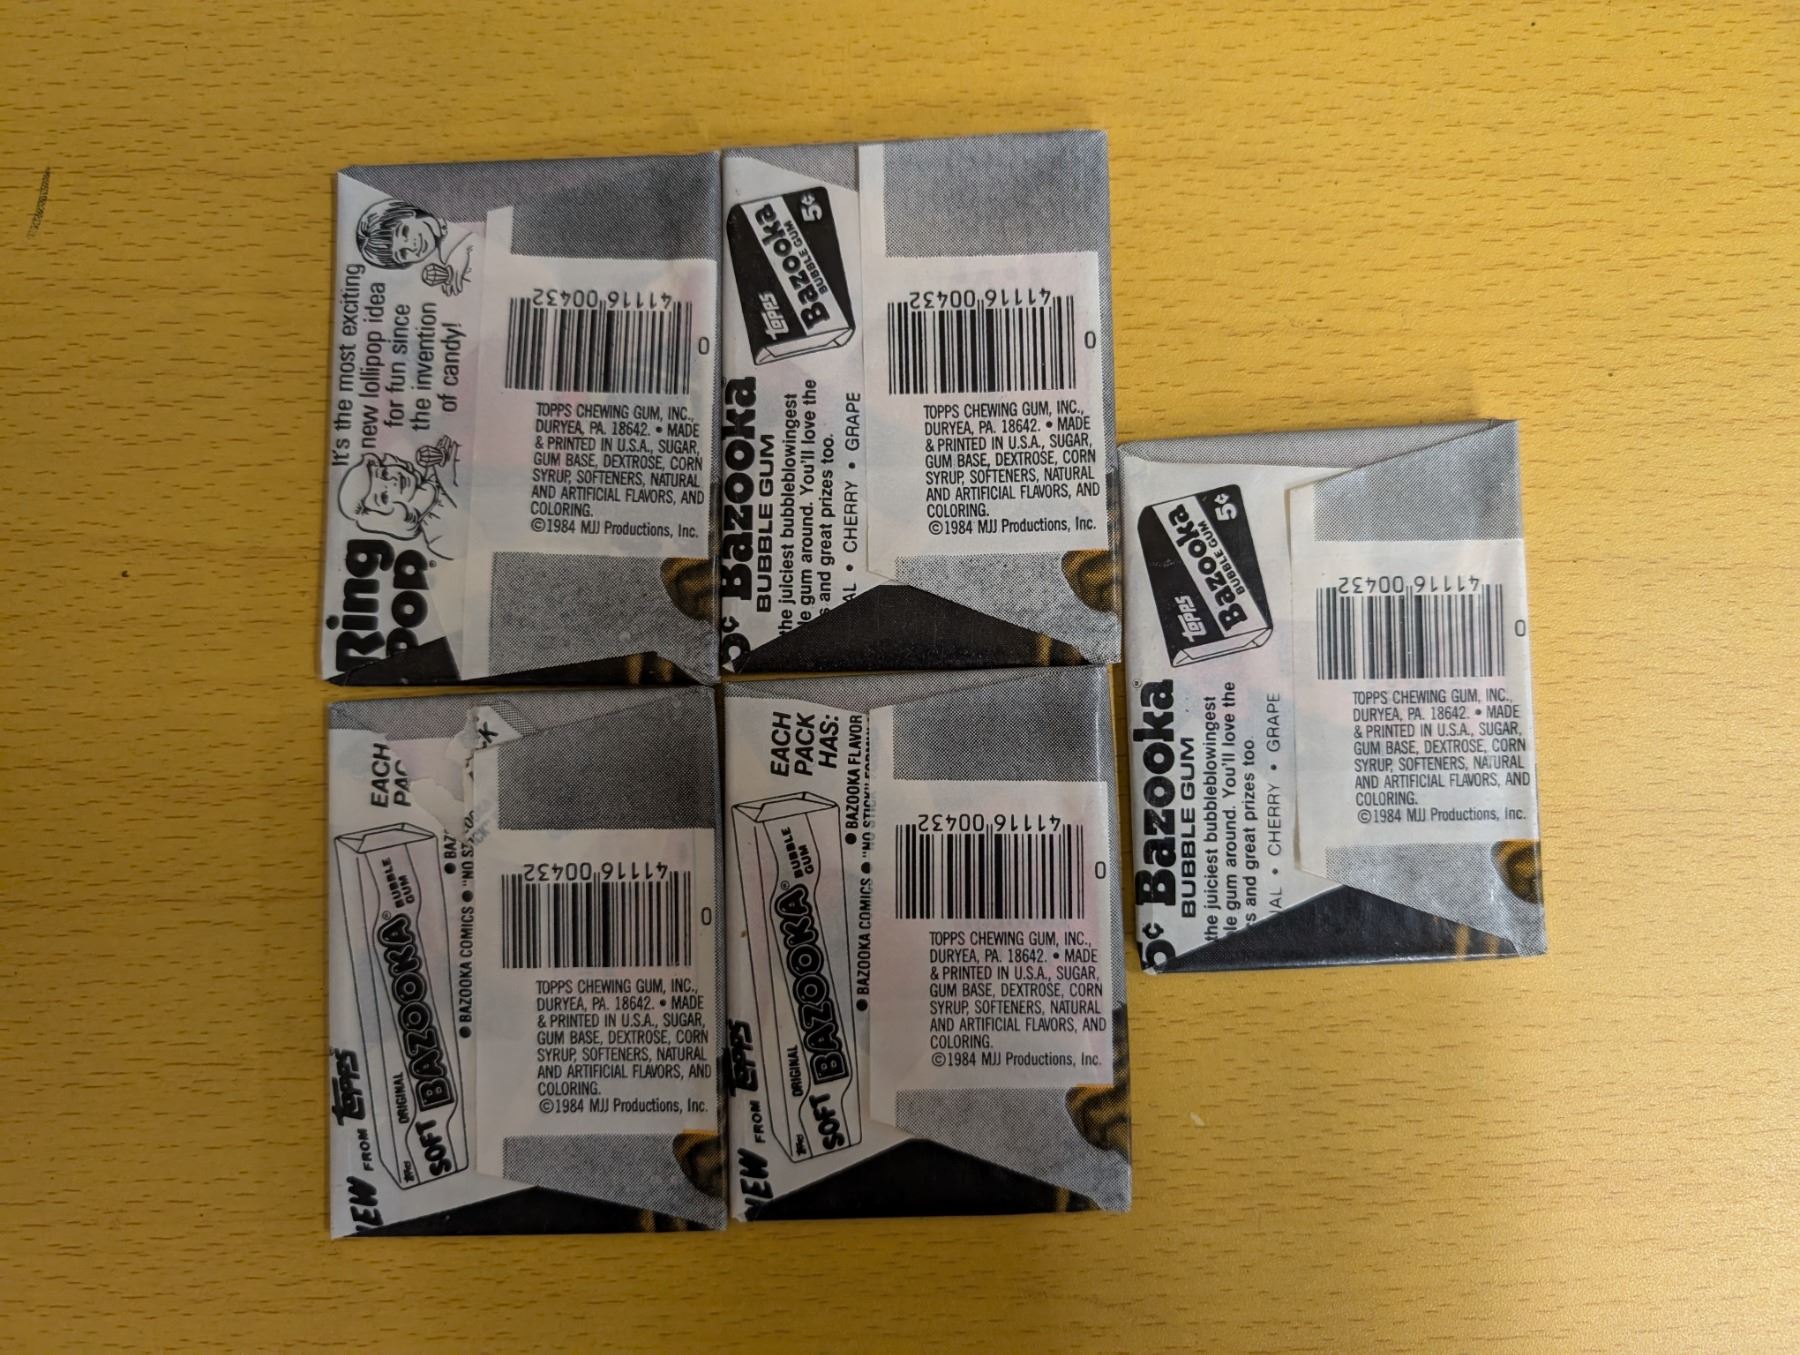 It's the most exciting
new lollipop idea
for fun since
the invention
of candy!
Ring
Pop®
41116 00432
0
TOPPS CHEWING GUM, INC.,
DURYEA, PA. 18642. • MADE
& PRINTED IN U.S.A., SUGAR,
GUM BASE, DEXTROSE, CORN
SYRUP, SOFTENERS, NATURAL
AND ARTIFICIAL FLAVORS, AND
COLORING.
©1984 MJJ Productions, Inc.
5¢
topps
Bazooka
BUBBLE GUM
5¢ Bazooka
BUBBLE GUM
the juiciest bubbleblowingest
e gum around. You'll love the
s and great prizes too.
AL • CHERRY • GRAPE
41116 00432
0
TOPPS CHEWING GUM, INC.,
DURYEA, PA. 18642. • MADE
& PRINTED IN U.S.A., SUGAR,
GUM BASE, DEXTROSE, CORN
SYRUP, SOFTENERS, NATURAL
AND ARTIFICIAL FLAVORS, AND
COLORING.
©1984 MJJ Productions, Inc.
5¢
topps
Bazooka
BUBBLE GUM
5¢ Bazooka®
BUBBLE GUM
the juiciest bubbleblowingest
le gum around. You'll love the
s and great prizes too.
NAL • CHERRY • GRAPE
41116 00432
0
TOPPS CHEWING GUM, INC.,
DURYEA, PA. 18642. • MADE
& PRINTED IN U.S.A., SUGAR,
GUM BASE, DEXTROSE, CORN
SYRUP, SOFTENERS, NATURAL
AND ARTIFICIAL FLAVORS, AND
COLORING.
©1984 MJJ Productions, Inc.
EACH
PAC
NEW FROM TOPPS
ORIGINAL
SOFT BAZOOKA® BUBBLE GUM
• BAZ
• BAZOOKA COMICS • "NO ST
41116 00432
0
TOPPS CHEWING GUM, INC.,
DURYEA, PA. 18642. • MADE
& PRINTED IN U.S.A., SUGAR,
GUM BASE, DEXTROSE, CORN
SYRUP, SOFTENERS, NATURAL
AND ARTIFICIAL FLAVORS, AND
COLORING.
©1984 MJJ Productions, Inc.
EACH
PACK
HAS:
NEW FROM TOPPS
ORIGINAL
SOFT BAZOOKA® BUBBLE GUM
• BAZOOKA FLAVOR
• BAZOOKA COMICS • "NO STICK"
41116 00432
0
TOPPS CHEWING GUM, INC.,
DURYEA, PA. 18642. • MADE
& PRINTED IN U.S.A., SUGAR,
GUM BASE, DEXTROSE, CORN
SYRUP, SOFTENERS, NATURAL
AND ARTIFICIAL FLAVORS, AND
COLORING.
©1984 MJJ Productions, Inc.